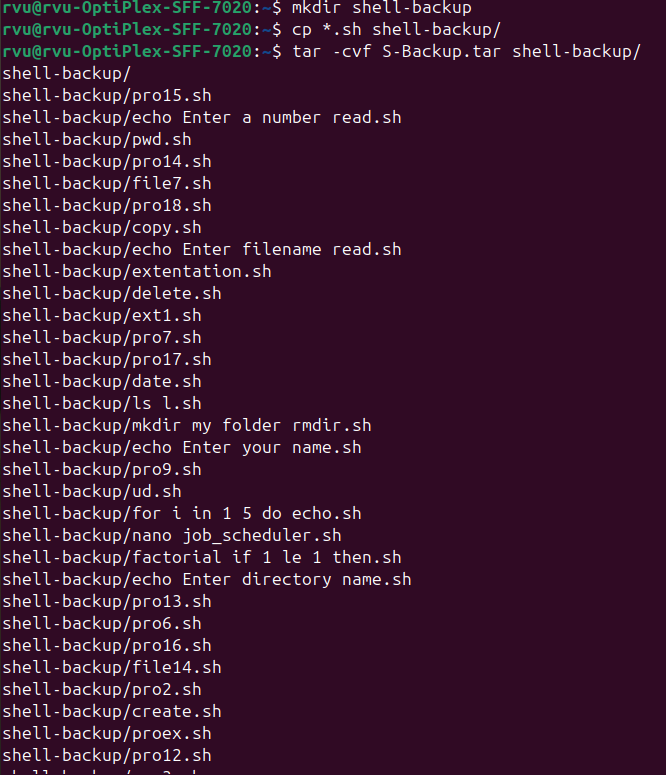 rvu@rvu-OptiPlex-SFF-7020:~$ mkdir shell-backup
rvu@rvu-OptiPlex-SFF-7020:~$ cp *.sh shell-backup/
rvu@rvu-OptiPlex-SFF-7020:~$ tar -cvf S-Backup.tar shell-backup/
shell-backup/
shell-backup/pro15.sh
shell-backup/echo Enter a number read.sh
shell-backup/pwd.sh
shell-backup/pro14.sh
shell-backup/file7.sh
shell-backup/pro18.sh
shell-backup/copy.sh
shell-backup/echo Enter filename read.sh
shell-backup/extentation.sh
shell-backup/delete.sh
shell-backup/ext1.sh
shell-backup/pro7.sh
shell-backup/pro17.sh
shell-backup/date.sh
shell-backup/ls l.sh
shell-backup/mkdir my folder rmdir.sh
shell-backup/echo Enter your name.sh
shell-backup/pro9.sh
shell-backup/ud.sh
shell-backup/for i in 1 5 do echo.sh
shell-backup/nano job_scheduler.sh
shell-backup/factorial if 1 le 1 then.sh
shell-backup/echo Enter directory name.sh
shell-backup/pro13.sh
shell-backup/pro6.sh
shell-backup/pro16.sh
shell-backup/file14.sh
shell-backup/pro2.sh
shell-backup/create.sh
shell-backup/proex.sh
shell-backup/pro12.sh